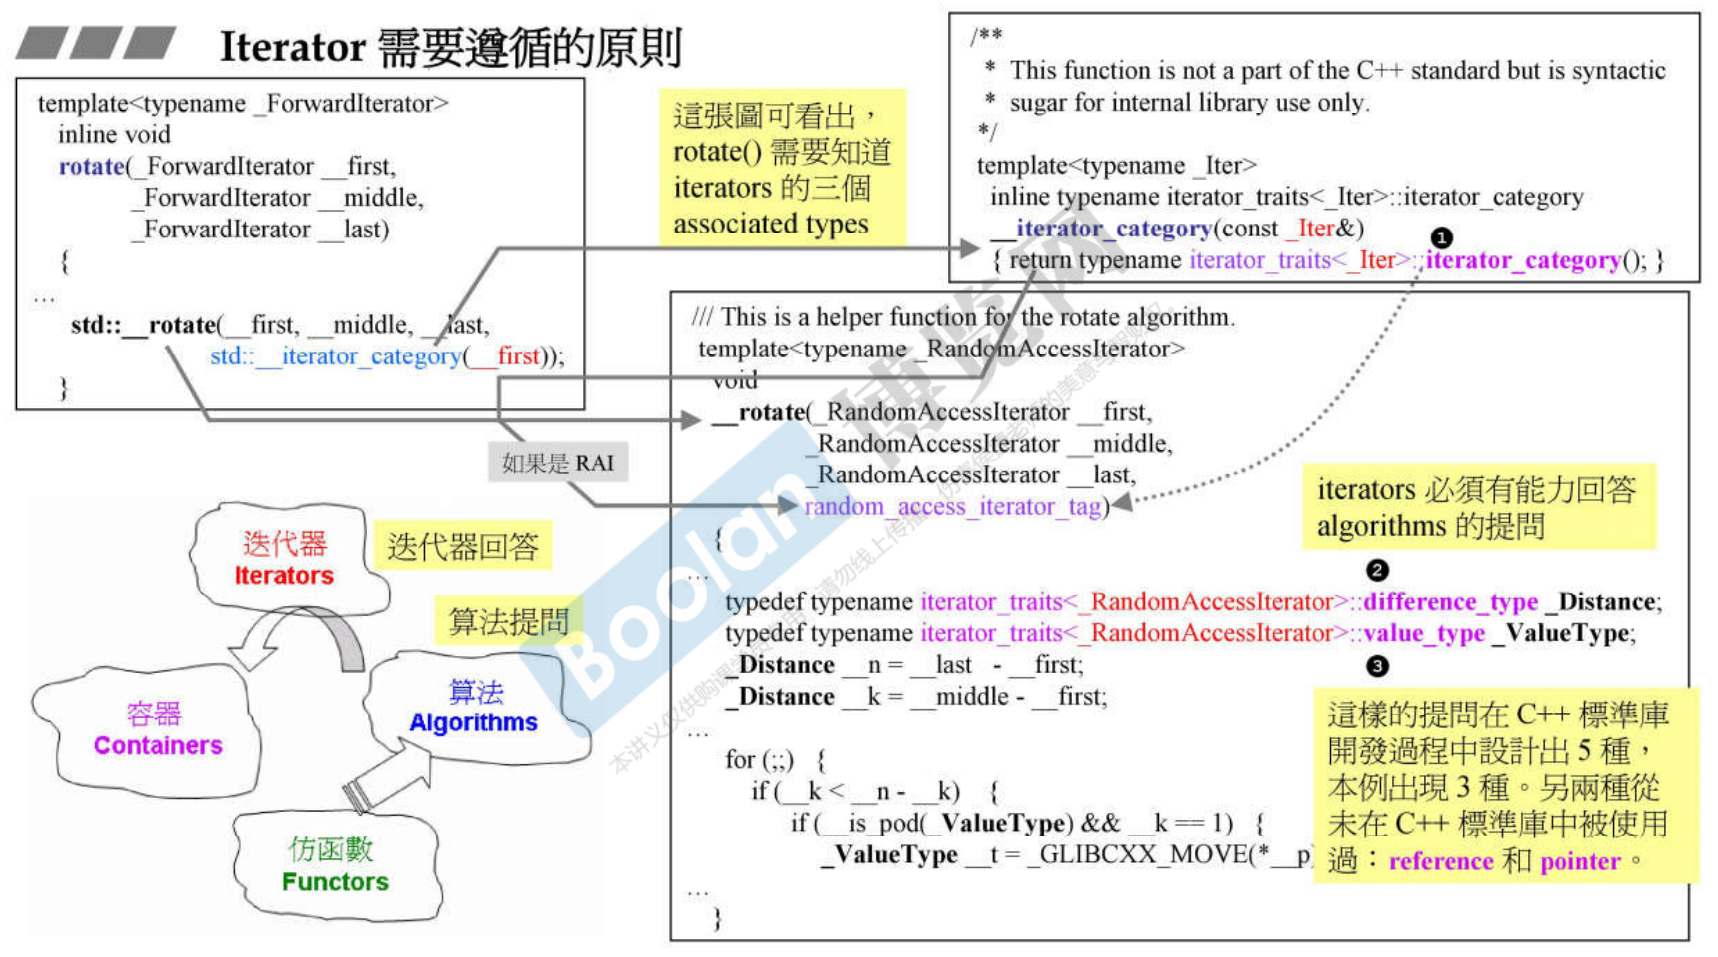 Iterator 需要遵循的原則
template<typename _ForwardIterator>
inline void
rotate(_ForwardIterator __first,
_ForwardIterator __middle,
_ForwardIterator __last)
{
...
std::__rotate(__first, __middle, __last,
std::__iterator_category(__first));
}
這張圖可看出，
rotate() 需要知道
iterators 的三個
associated types
/**
* This function is not a part of the C++ standard but is syntactic
* sugar for internal library use only.
*/
template<typename _Iter>
inline typename iterator_traits<_Iter>::iterator_category
__iterator_category(const _Iter&)
❶
{ return typename iterator_traits<_Iter>::iterator_category(); }
/// This is a helper function for the rotate algorithm.
template<typename _RandomAccessIterator>
void
__rotate(_RandomAccessIterator __first,
_RandomAccessIterator __middle,
_RandomAccessIterator __last,
random_access_iterator_tag)
{
...
typedef typename iterator_traits<_RandomAccessIterator>::difference_type _Distance;
typedef typename iterator_traits<_RandomAccessIterator>::value_type _ValueType;
_Distance __n = __last - __first;
_Distance __k = __middle - __first;
...
for (;;) {
if (__k < __n - __k) {
if (__is_pod(_ValueType) && __k == 1) {
_ValueType __t = _GLIBCXX_MOVE(*__p)
...
}
如果是 RAI
iterators 必須有能力回答
algorithms 的提問
❷
❸
這樣的提問在 C++ 標準庫
開發過程中設計出 5 種，
本例出現 3 種。另兩種從
未在 C++ 標準庫中被使用
過：reference 和 pointer。
迭代器
Iterators
迭代器回答
算法提問
容器
Containers
算法
Algorithms
仿函數
Functors
Boolan
博览网